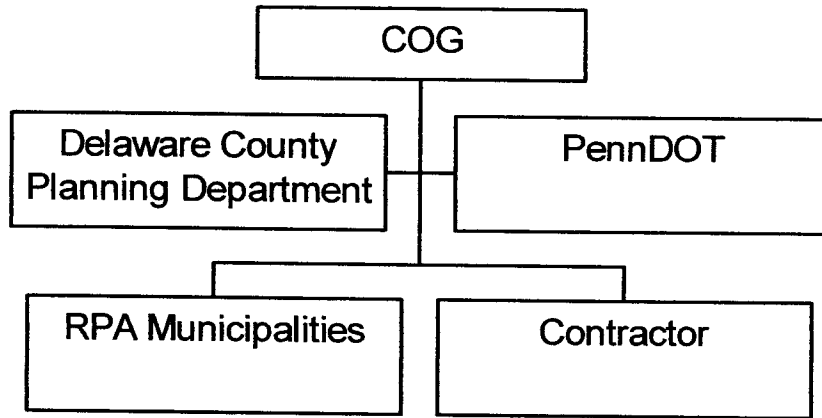 COG
Delaware County
Planning Department
PennDOT
RPA Municipalities
Contractor